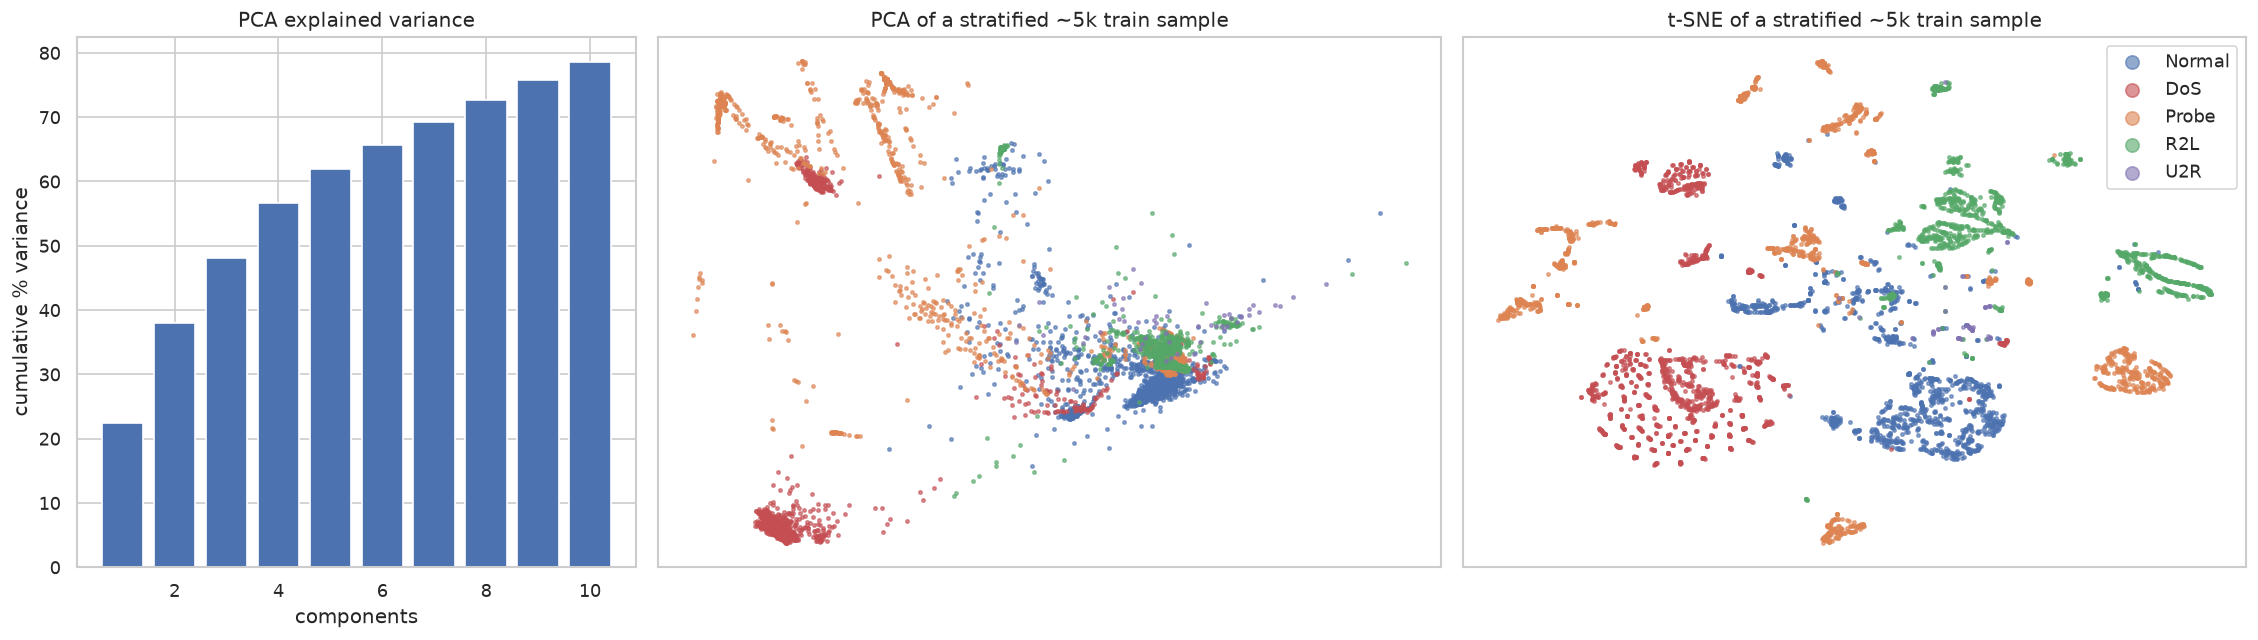 PCA explained variance
cumulative % variance
80
70
60
50
40
30
20
10
0
2 4 6 8 10
components
PCA of a stratified ~5k train sample
t-SNE of a stratified ~5k train sample
Normal
DoS
Probe
R2L
U2R